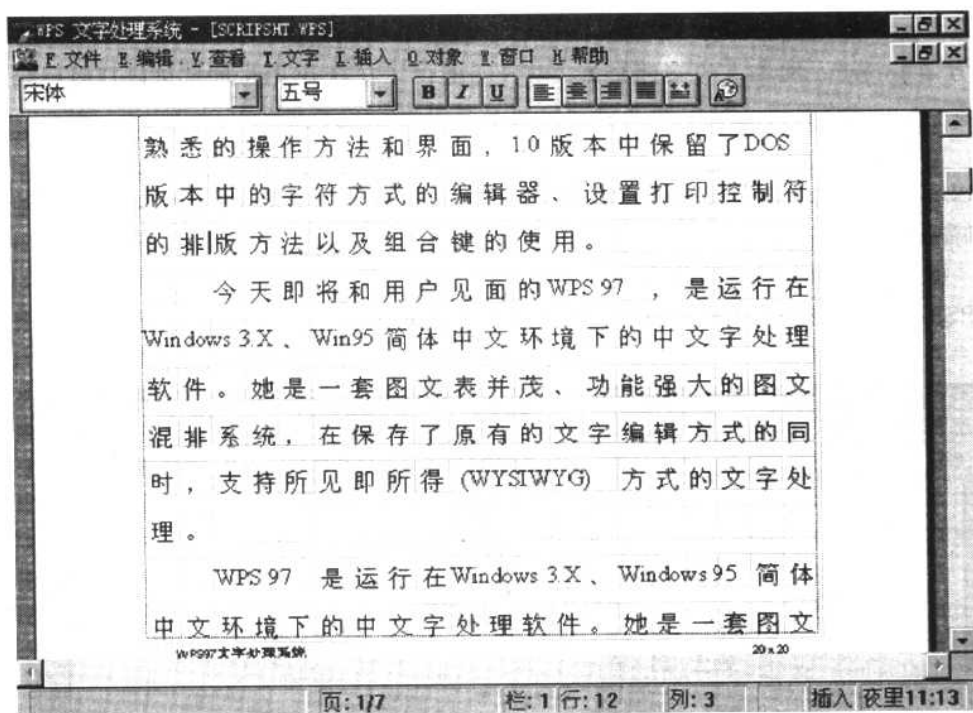 WPS 文字处理系统 - [SCRIPSHT.WPS]
F 文件 E 编辑 V 查看 T 文字 I 插入 O 对象 W 窗口 H 帮助
宋体 五号 B I U
熟悉的操作方法和界面，1.0版本中保留了DOS
版本中的字符方式的编辑器、设置打印控制符
的排版方法以及组合键的使用。
今天即将和用户见面的WPS 97，是运行在
Windows 3.X、Win95简体中文环境下的中文字处理
软件。她是一套图文表并茂、功能强大的图文
混排系统，在保存了原有的文字编辑方式的同
时，支持所见即所得(WYSIWYG)方式的文字处
理。
WPS 97 是运行在Windows 3.X、Windows 95 简体
中文环境下的中文字处理软件。她是一套图文
WPS97文字处理系统 20 x 20
页: 1/7 栏: 1 行: 12 列: 3 插入 夜里11:13